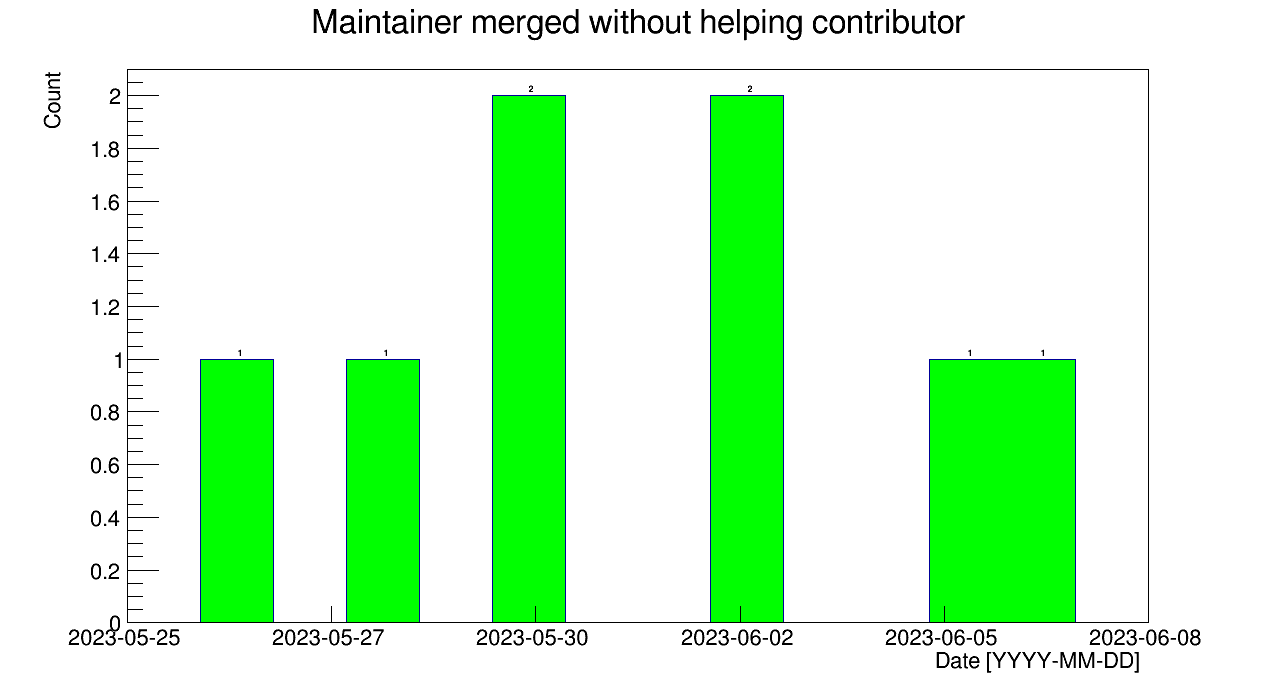 Maintainer merged without helping contributor
Count
2
1.8
1.6
1.4
1.2
1
0.8
0.6
0.4
0.2
0
2 2
1 1 1 1
2023-05-25 2023-05-27 2023-05-30 2023-06-02 2023-06-05 2023-06-08
Date [YYYY-MM-DD]